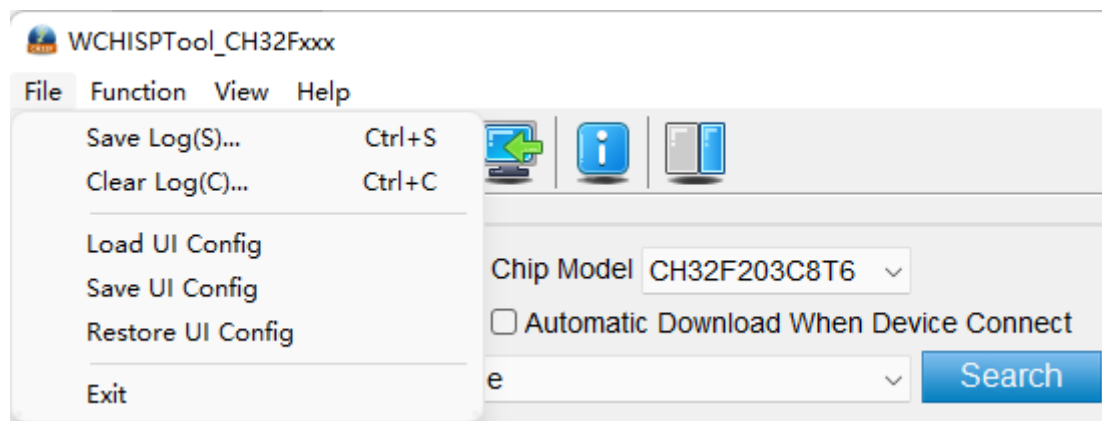 WCHISPTool_CH32Fxxx
File Function View Help
Save Log(S)... Ctrl+S
Clear Log(C)... Ctrl+C
Load UI Config
Save UI Config
Restore UI Config
Exit
Chip Model CH32F203C8T6
Automatic Download When Device Connect
e Search